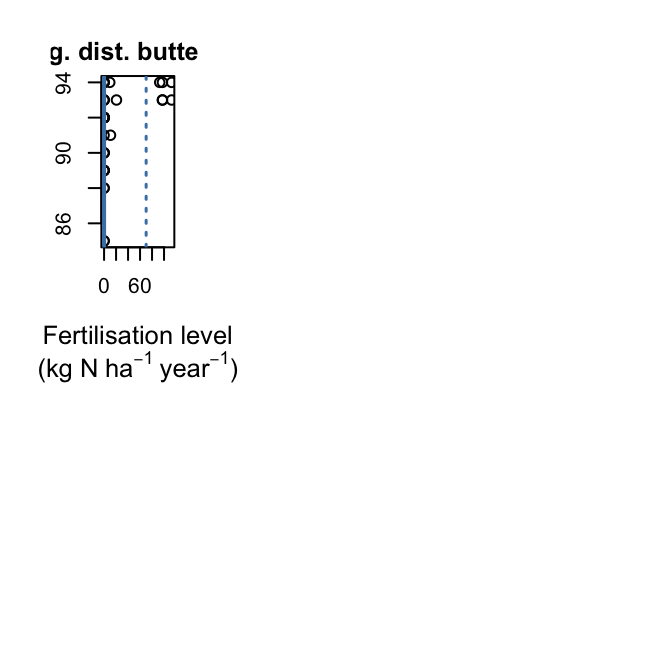 g. dist. butte
94
90
86
0 60
Fertilisation level
(kg N ha⁻¹ year⁻¹)